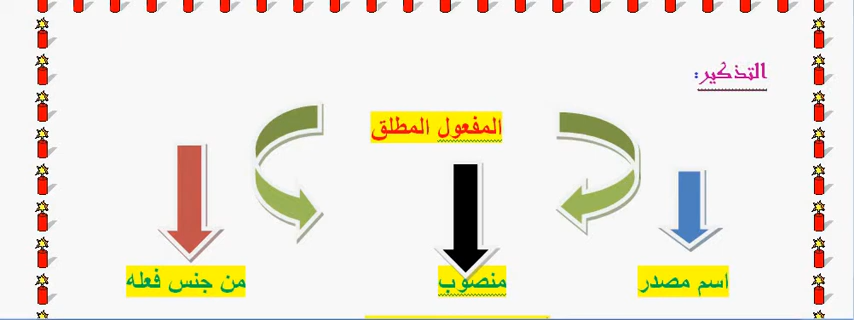 التذكير:
المفعول المطلق
اسم مصدر منصوب من جنس فعله